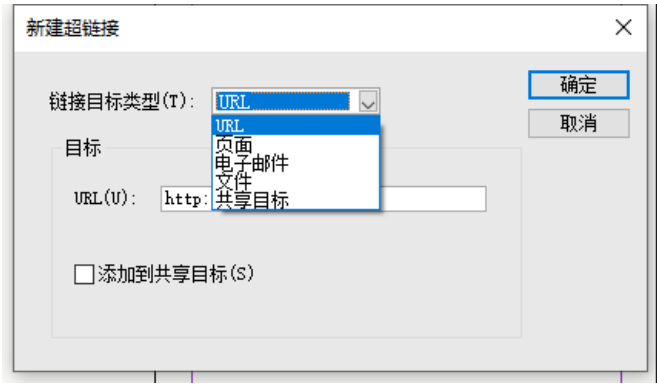 新建超链接
链接目标类型(T):
URL
确定
URL
页面
电子邮件
文件
共享目标
取消
目标
URL(U):
http:
添加到共享目标(S)